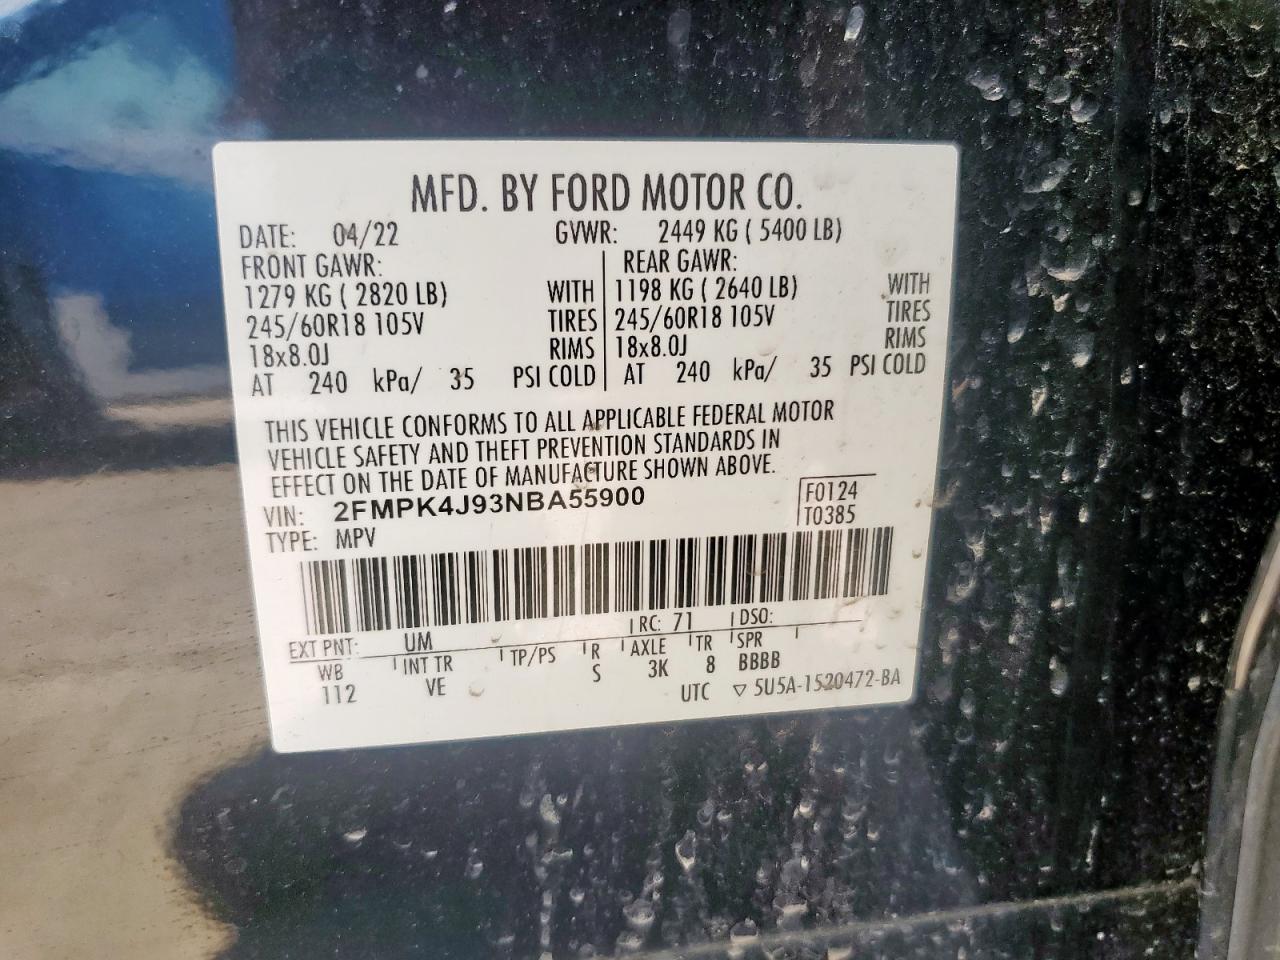 MFD. BY FORD MOTOR CO.
DATE: 04/22 GVWR: 2449 KG ( 5400 LB)
FRONT GAWR: REAR GAWR:
1279 KG ( 2820 LB) WITH 1198 KG ( 2640 LB) WITH
245/60R18 105V TIRES 245/60R18 105V TIRES
18x8.0J RIMS 18x8.0J RIMS
AT 240 kPa/ 35 PSI COLD AT 240 kPa/ 35 PSI COLD
THIS VEHICLE CONFORMS TO ALL APPLICABLE FEDERAL MOTOR
VEHICLE SAFETY AND THEFT PREVENTION STANDARDS IN
EFFECT ON THE DATE OF MANUFACTURE SHOWN ABOVE.
VIN: 2FMPK4J93NBA55900 F0124
TYPE: MPV T0385
EXT PNT: UM RC: 71 DSO:
WB INT TR TP/PS R AXLE TR SPR
112 VE S 3K 8 BBBB
UTC ▽ 5U5A-1520472-BA